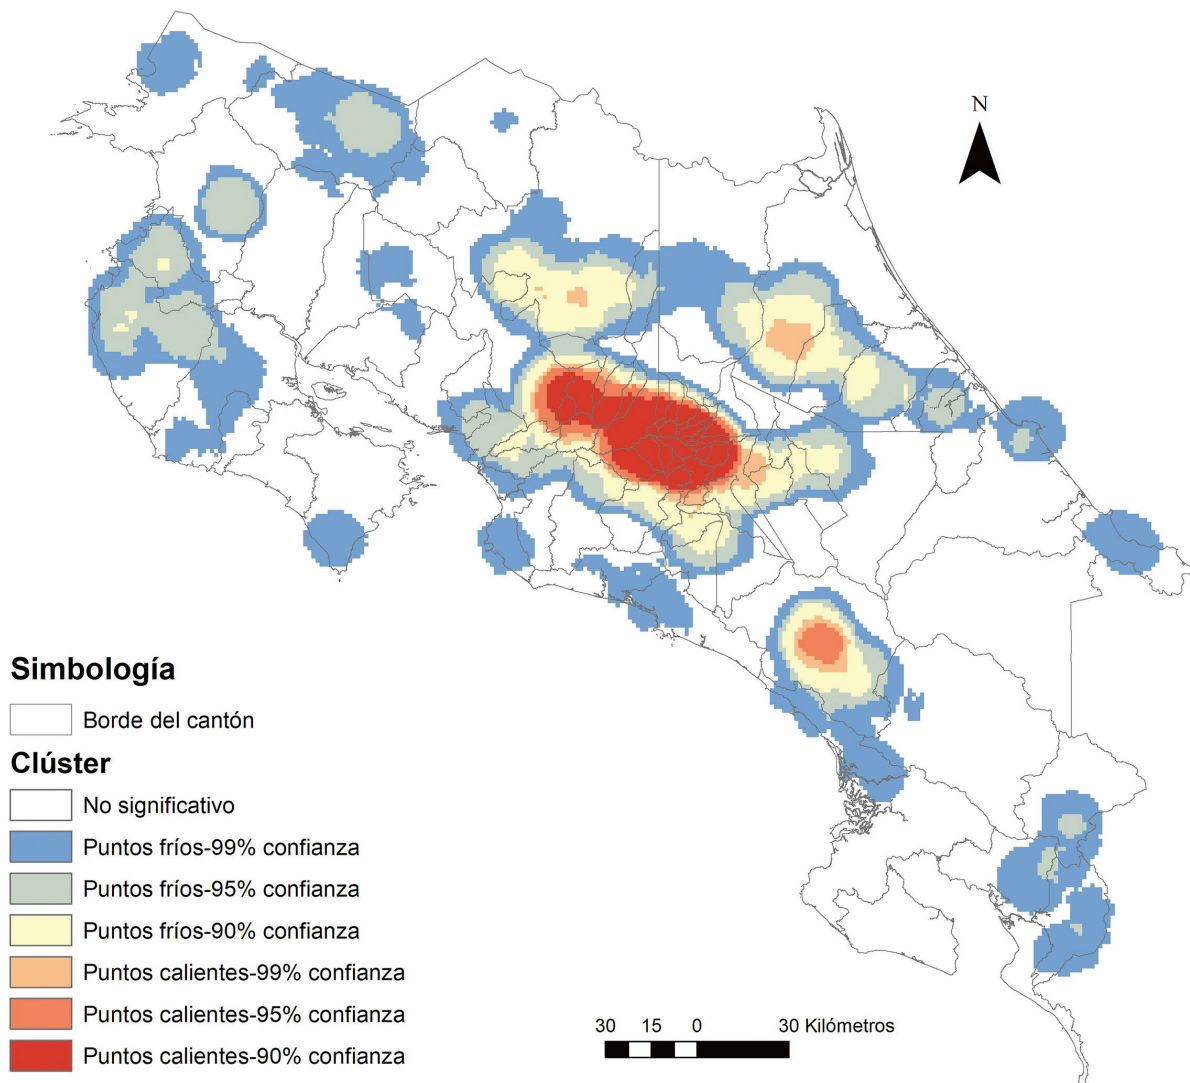 N
Simbología
Borde del cantón
Clúster
No significativo
Puntos fríos-99% confianza
Puntos fríos-95% confianza
Puntos fríos-90% confianza
Puntos calientes-99% confianza
Puntos calientes-95% confianza
Puntos calientes-90% confianza
30 15 0 30 Kilómetros